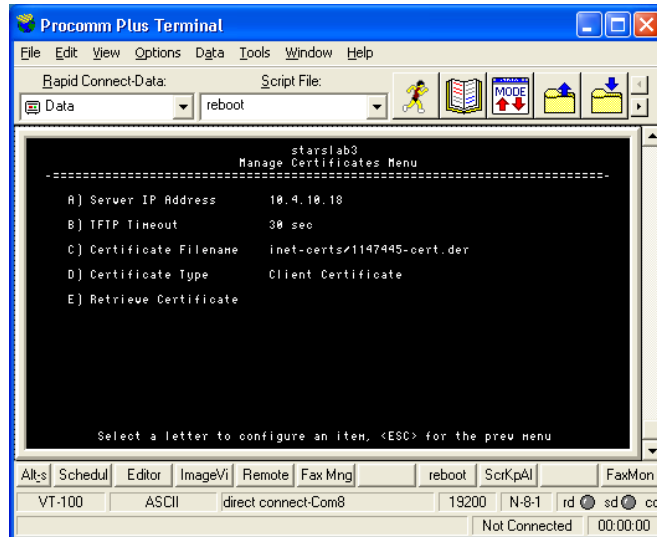 Procomm Plus Terminal
File Edit View Options Data Tools Window Help
Rapid Connect-Data: Script File:
Data reboot
MODE
starslab3
Manage Certificates Menu
-============================================================================-
A) Server IP Address 10.4.10.18
B) TFTP Timeout 30 sec
C) Certificate Filename inet-certs/1147445-cert.der
D) Certificate Type Client Certificate
E) Retrieve Certificate
Select a letter to configure an item, <ESC> for the prev menu
Alt-s Schedul Editor ImageVi Remote Fax Mng reboot ScrKpAl FaxMon
VT-100 ASCII direct connect-Com8 19200 N-8-1 rd sd cc
Not Connected 00:00:00